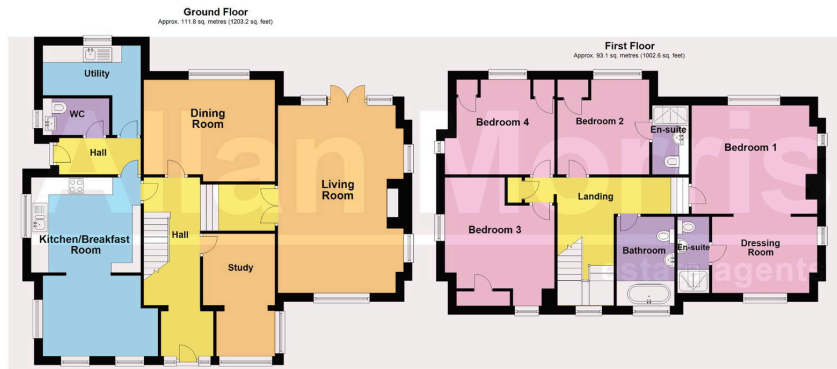 Ground Floor
Approx. 111.8 sq. metres (1203.2 sq. feet)
Utility
WC
Hall
Dining
Room
Living
Room
Kitchen/Breakfast
Room
Hall
Study
First Floor
Approx. 93.1 sq. metres (1002.6 sq. feet)
Bedroom 4
Bedroom 2
En-suite
Bedroom 1
Landing
Bedroom 3
Bathroom
En-suite
Dressing
Room
Allan Morris
estate agents